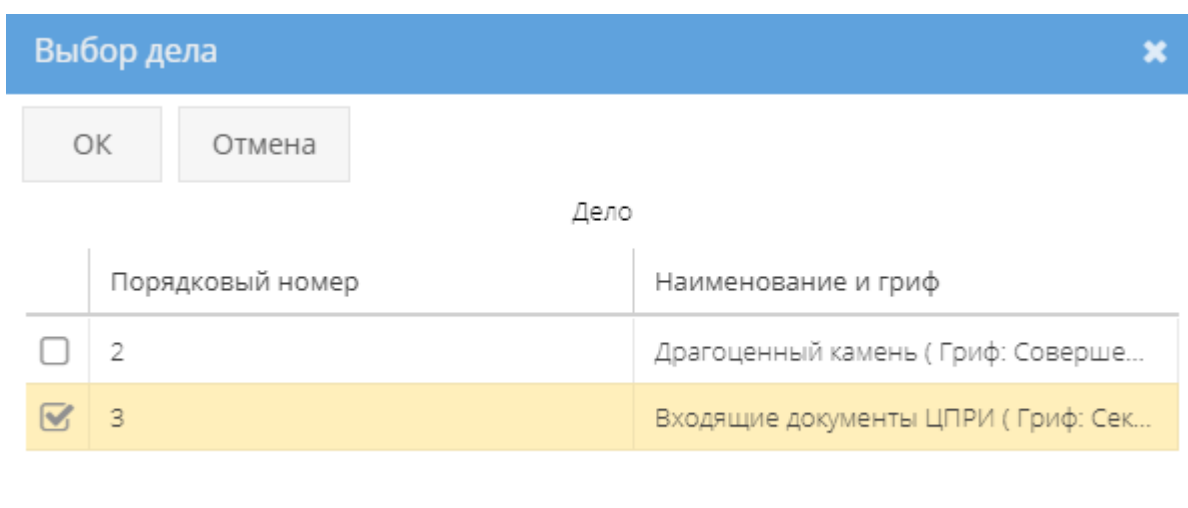 Выбор дела
ОК Отмена
Дело
Порядковый номер Наименование и гриф
2 Драгоценный камень ( Гриф: Соверше...
3 Входящие документы ЦПРИ ( Гриф: Сек...